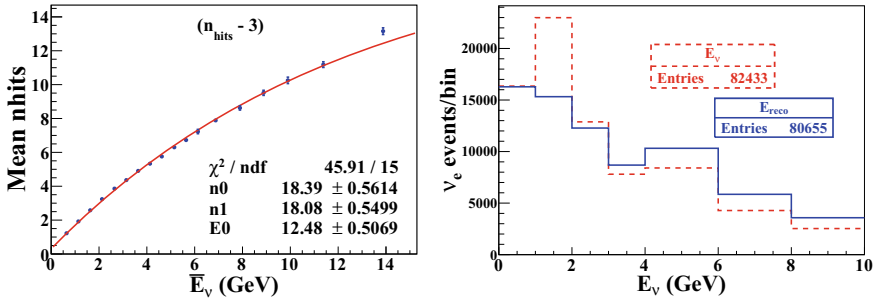 (n_hits - 3)
Mean nhits
14
12
10
8
6
4
2
0
χ² / ndf 45.91 / 15
n0 18.39 ± 0.5614
n1 18.08 ± 0.5499
E0 12.48 ± 0.5069
0 2 4 6 8 10 12 14
E̅_ν (GeV)
ν_e events/bin
20000
15000
10000
5000
0
E_ν
Entries 82433
E_reco
Entries 80655
0 2 4 6 8 10
E_ν (GeV)